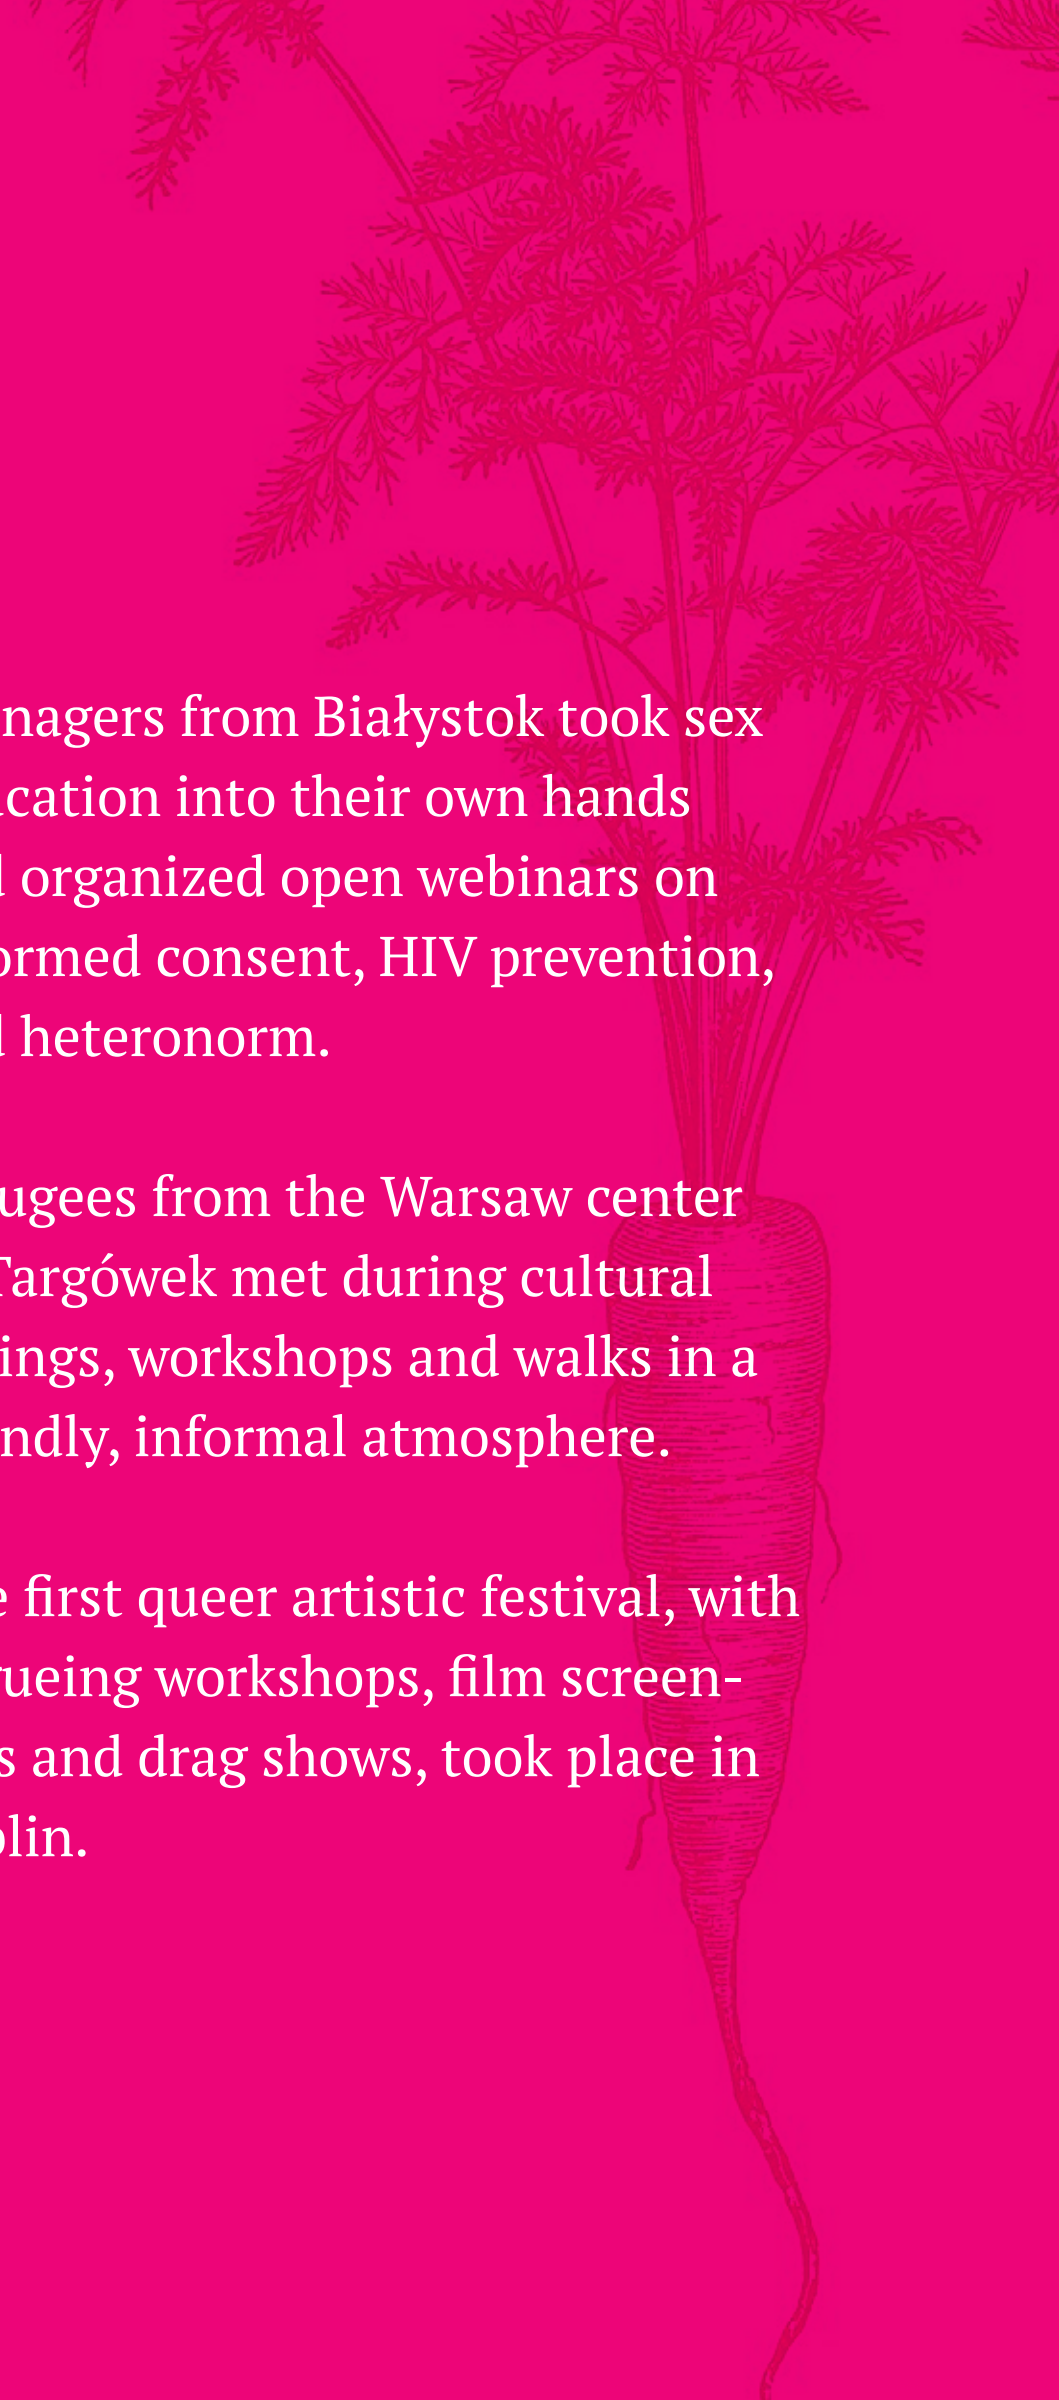 nagers from Białystok took sex
cation into their own hands
organized open webinars on
ormed consent, HIV prevention,
heteronorm.
ugees from the Warsaw center
Targówek met during cultural
ings, workshops and walks in a
ndly, informal atmosphere.
e first queer artistic festival, with
gueing workshops, film screen-
s and drag shows, took place in
lin.